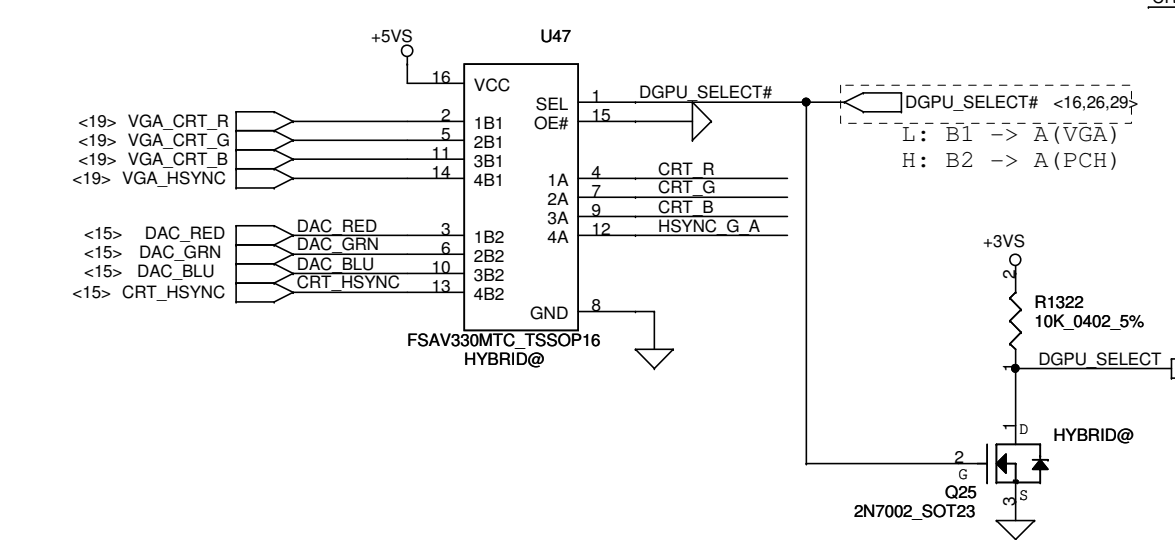 +5VS
U47
16
VCC
SEL
1
DGPU_SELECT#
DGPU_SELECT# <16,26,29>
OE#
15
L: B1 -> A(VGA)
H: B2 -> A(PCH)
<19> VGA_CRT_R
2
1B1
<19> VGA_CRT_G
5
2B1
<19> VGA_CRT_B
11
3B1
<19> VGA_HSYNC
14
4B1
1A
4
CRT_R
2A
7
CRT_G
3A
9
CRT_B
4A
12
HSYNC_G_A
<15> DAC_RED
DAC_RED
3
1B2
<15> DAC_GRN
DAC_GRN
6
2B2
<15> DAC_BLU
DAC_BLU
10
3B2
<15> CRT_HSYNC
CRT_HSYNC
13
4B2
GND
8
FSAV330MTC_TSSOP16
HYBRID@
+3VS
2
R1322
10K_0402_5%
1
DGPU_SELECT
1
D
HYBRID@
2
G
Q25
2N7002_SOT23
3
S